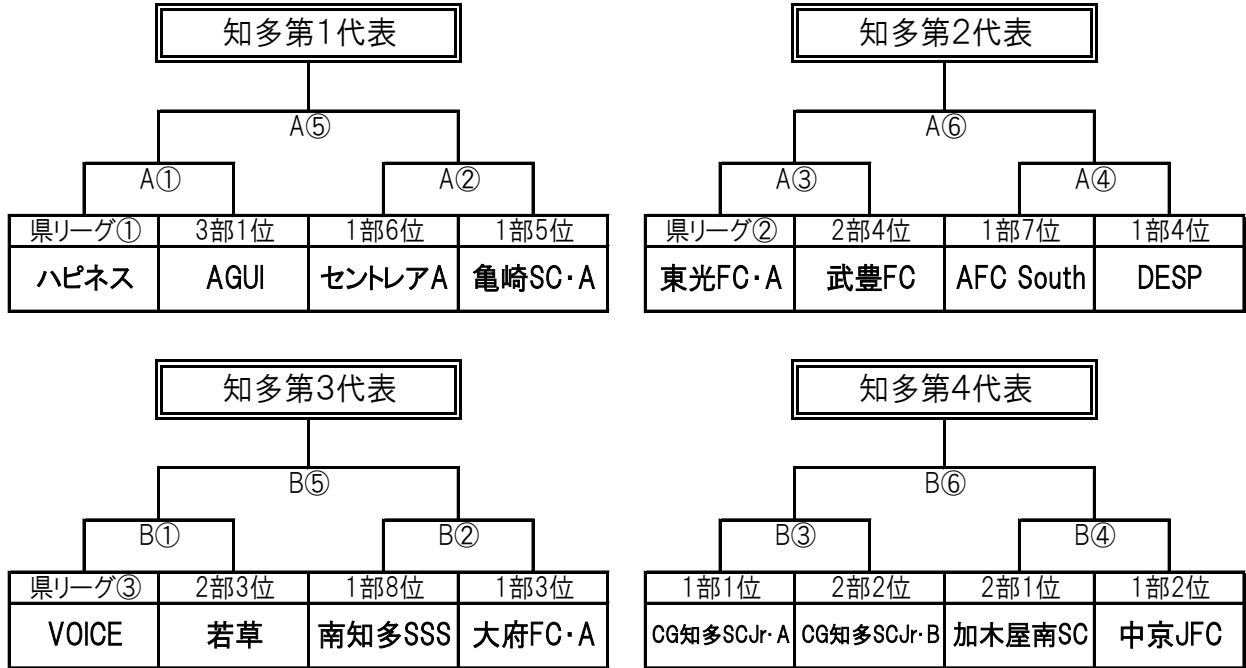 知多第1代表
A⑤
A① A②
県リーグ① 3部1位 1部6位 1部5位
ハピネス AGUI セントレアA 亀崎SC・A
知多第2代表
A⑥
A③ A④
県リーグ② 2部4位 1部7位 1部4位
東光FC・A 武豊FC AFC South DESP
知多第3代表
B⑤
B① B②
県リーグ③ 2部3位 1部8位 1部3位
VOICE 若草 南知多SSS 大府FC・A
知多第4代表
B⑥
B③ B④
1部1位 2部2位 2部1位 1部2位
CG知多SCJr・A CG知多SCJr・B 加木屋南SC 中京JFC